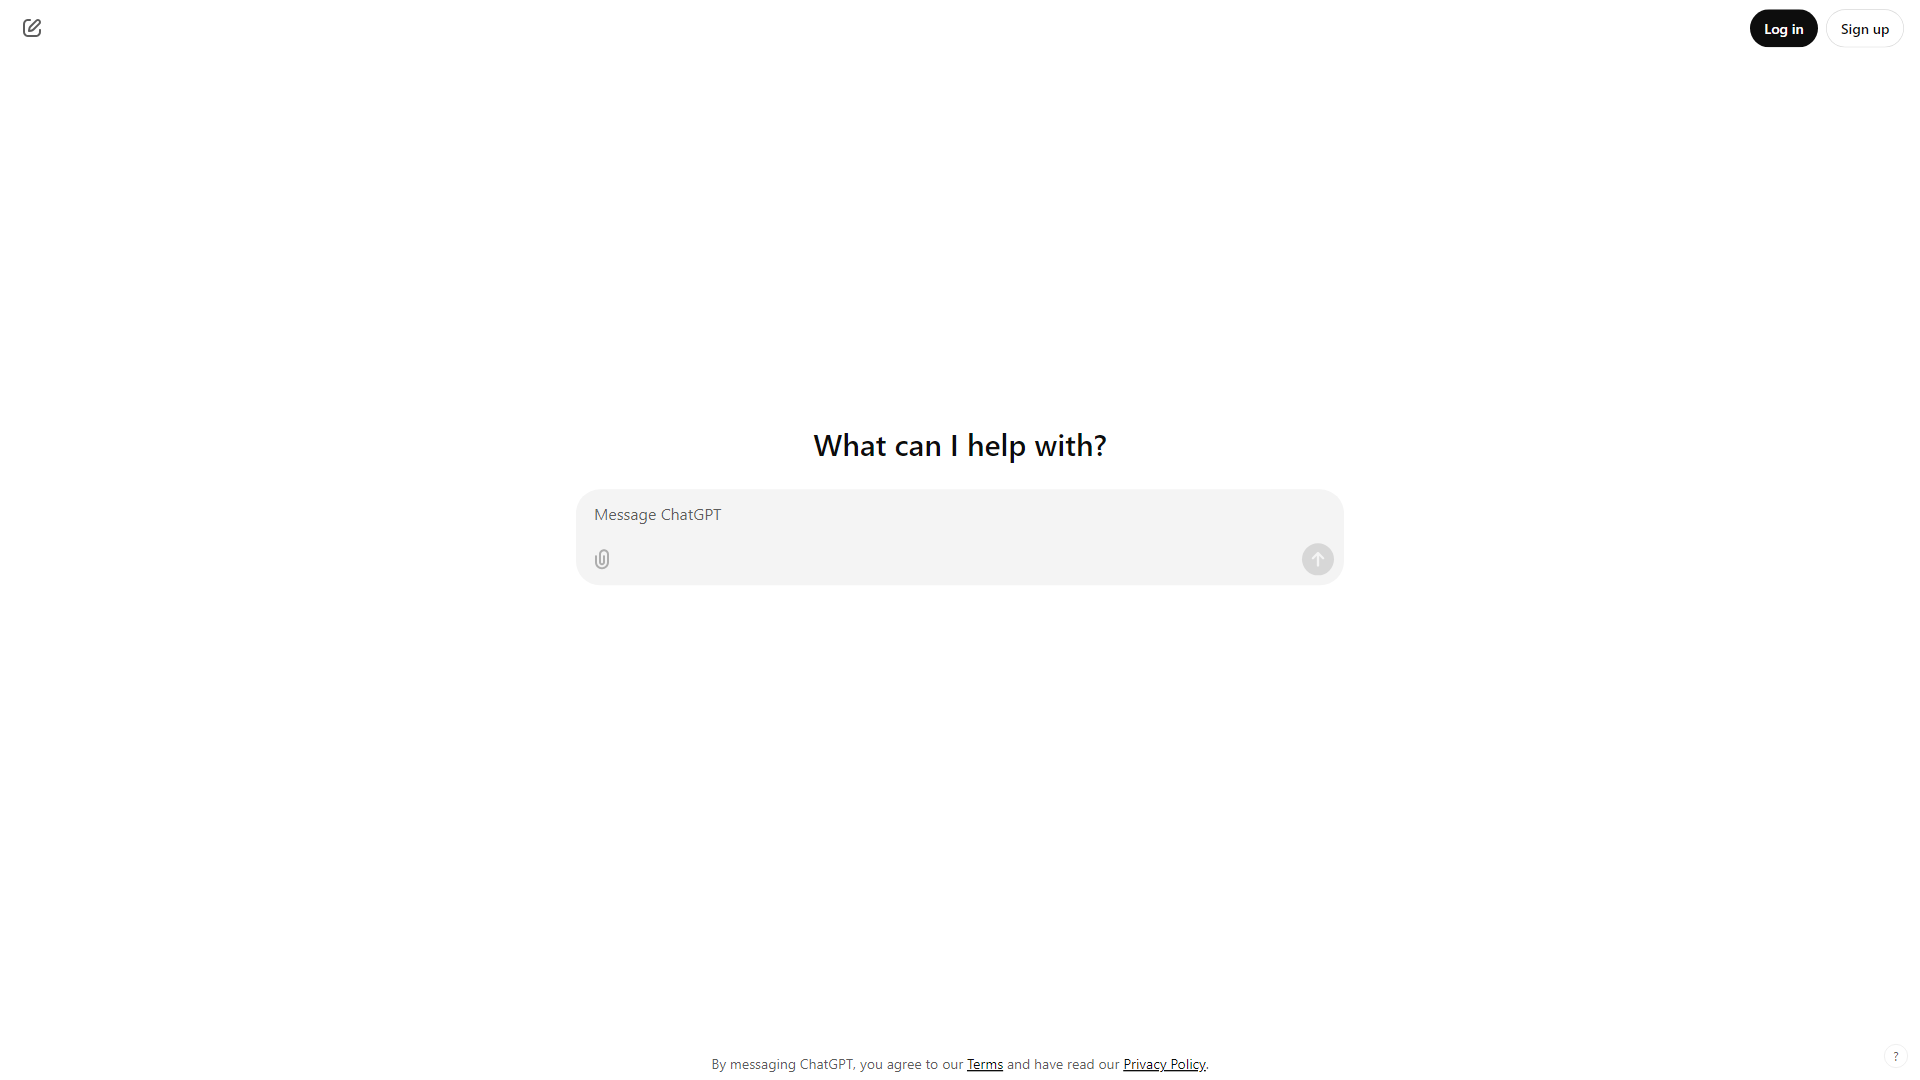 Log in
Sign up
What can I help with?
Message ChatGPT
By messaging ChatGPT, you agree to our Terms and have read our Privacy Policy.
?